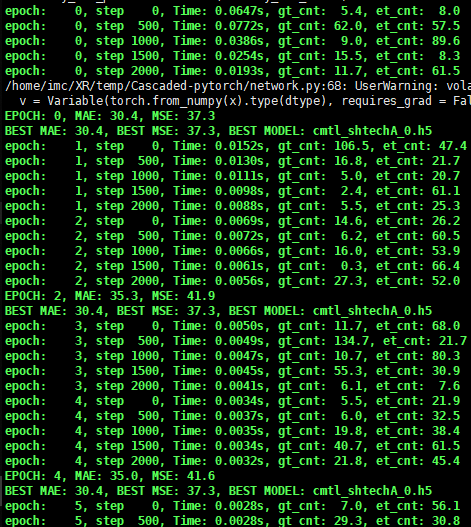 epoch:    0, step    0, Time: 0.0647s, gt_cnt:  5.4, et_cnt:  8.0
epoch:    0, step  500, Time: 0.0772s, gt_cnt: 62.0, et_cnt: 57.5
epoch:    0, step 1000, Time: 0.0386s, gt_cnt:  9.0, et_cnt: 89.6
epoch:    0, step 1500, Time: 0.0254s, gt_cnt: 15.5, et_cnt:  8.3
epoch:    0, step 2000, Time: 0.0193s, gt_cnt: 11.7, et_cnt: 61.5
/home/imc/XR/temp/Cascaded-pytorch/network.py:68: UserWarning: vola
  v = Variable(torch.from_numpy(x).type(dtype), requires_grad = Fal
EPOCH: 0, MAE: 30.4, MSE: 37.3
BEST MAE: 30.4, BEST MSE: 37.3, BEST MODEL: cmtl_shtechA_0.h5
epoch:    1, step    0, Time: 0.0152s, gt_cnt: 106.5, et_cnt: 47.4
epoch:    1, step  500, Time: 0.0130s, gt_cnt: 16.8, et_cnt: 21.7
epoch:    1, step 1000, Time: 0.0111s, gt_cnt:  5.0, et_cnt: 20.7
epoch:    1, step 1500, Time: 0.0098s, gt_cnt:  2.4, et_cnt: 61.1
epoch:    1, step 2000, Time: 0.0088s, gt_cnt:  5.5, et_cnt: 25.3
epoch:    2, step    0, Time: 0.0069s, gt_cnt: 14.6, et_cnt: 26.2
epoch:    2, step  500, Time: 0.0072s, gt_cnt:  6.2, et_cnt: 60.5
epoch:    2, step 1000, Time: 0.0066s, gt_cnt: 16.0, et_cnt: 53.9
epoch:    2, step 1500, Time: 0.0061s, gt_cnt:  0.3, et_cnt: 66.4
epoch:    2, step 2000, Time: 0.0056s, gt_cnt: 27.3, et_cnt: 52.0
EPOCH: 2, MAE: 35.3, MSE: 41.9
BEST MAE: 30.4, BEST MSE: 37.3, BEST MODEL: cmtl_shtechA_0.h5
epoch:    3, step    0, Time: 0.0050s, gt_cnt: 11.7, et_cnt: 68.0
epoch:    3, step  500, Time: 0.0049s, gt_cnt: 134.7, et_cnt: 21.7
epoch:    3, step 1000, Time: 0.0047s, gt_cnt: 10.7, et_cnt: 80.3
epoch:    3, step 1500, Time: 0.0045s, gt_cnt: 55.3, et_cnt: 30.9
epoch:    3, step 2000, Time: 0.0041s, gt_cnt:  6.1, et_cnt:  7.6
epoch:    4, step    0, Time: 0.0034s, gt_cnt:  5.5, et_cnt: 21.9
epoch:    4, step  500, Time: 0.0037s, gt_cnt:  6.0, et_cnt: 32.5
epoch:    4, step 1000, Time: 0.0035s, gt_cnt: 19.8, et_cnt: 38.4
epoch:    4, step 1500, Time: 0.0034s, gt_cnt: 40.7, et_cnt: 61.5
epoch:    4, step 2000, Time: 0.0032s, gt_cnt: 21.8, et_cnt: 45.4
EPOCH: 4, MAE: 35.0, MSE: 41.6
BEST MAE: 30.4, BEST MSE: 37.3, BEST MODEL: cmtl_shtechA_0.h5
epoch:    5, step    0, Time: 0.0028s, gt_cnt:  7.0, et_cnt: 56.1
epoch:    5, step  500, Time: 0.0028s, gt_cnt: 29.3, et_cnt: 30.8